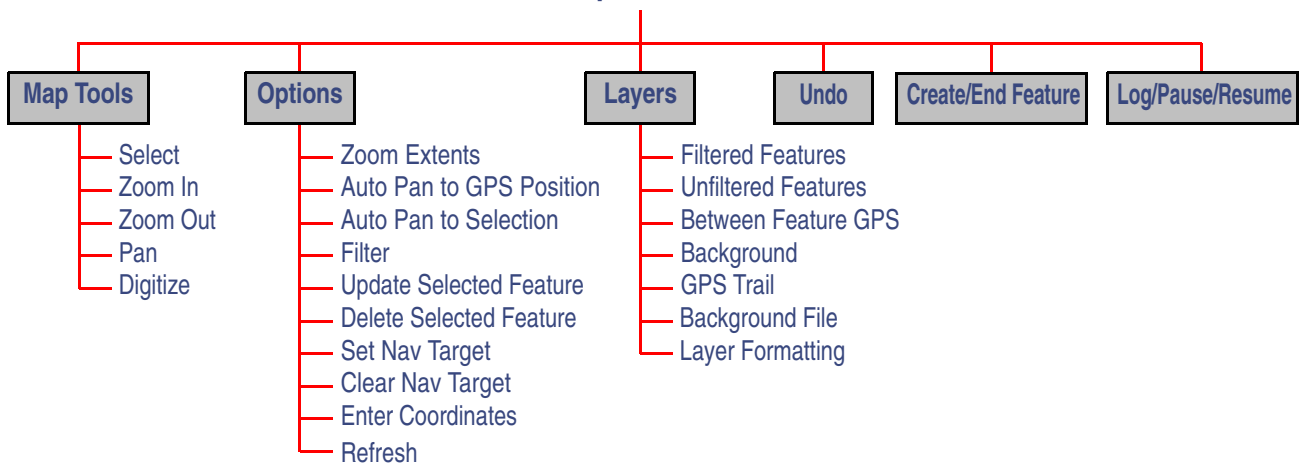 Map Tools
Options
Layers
Undo
Create/End Feature
Log/Pause/Resume
Select
Zoom In
Zoom Out
Pan
Digitize
Zoom Extents
Auto Pan to GPS Position
Auto Pan to Selection
Filter
Update Selected Feature
Delete Selected Feature
Set Nav Target
Clear Nav Target
Enter Coordinates
Refresh
Filtered Features
Unfiltered Features
Between Feature GPS
Background
GPS Trail
Background File
Layer Formatting